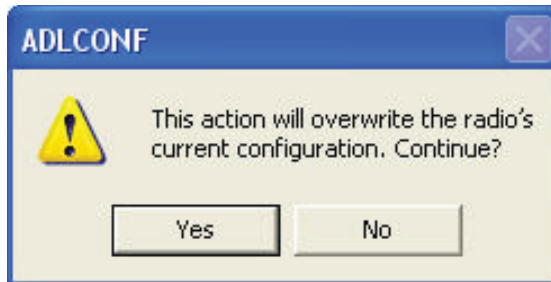 ADLCONF
This action will overwrite the radio's
current configuration. Continue?
Yes
No